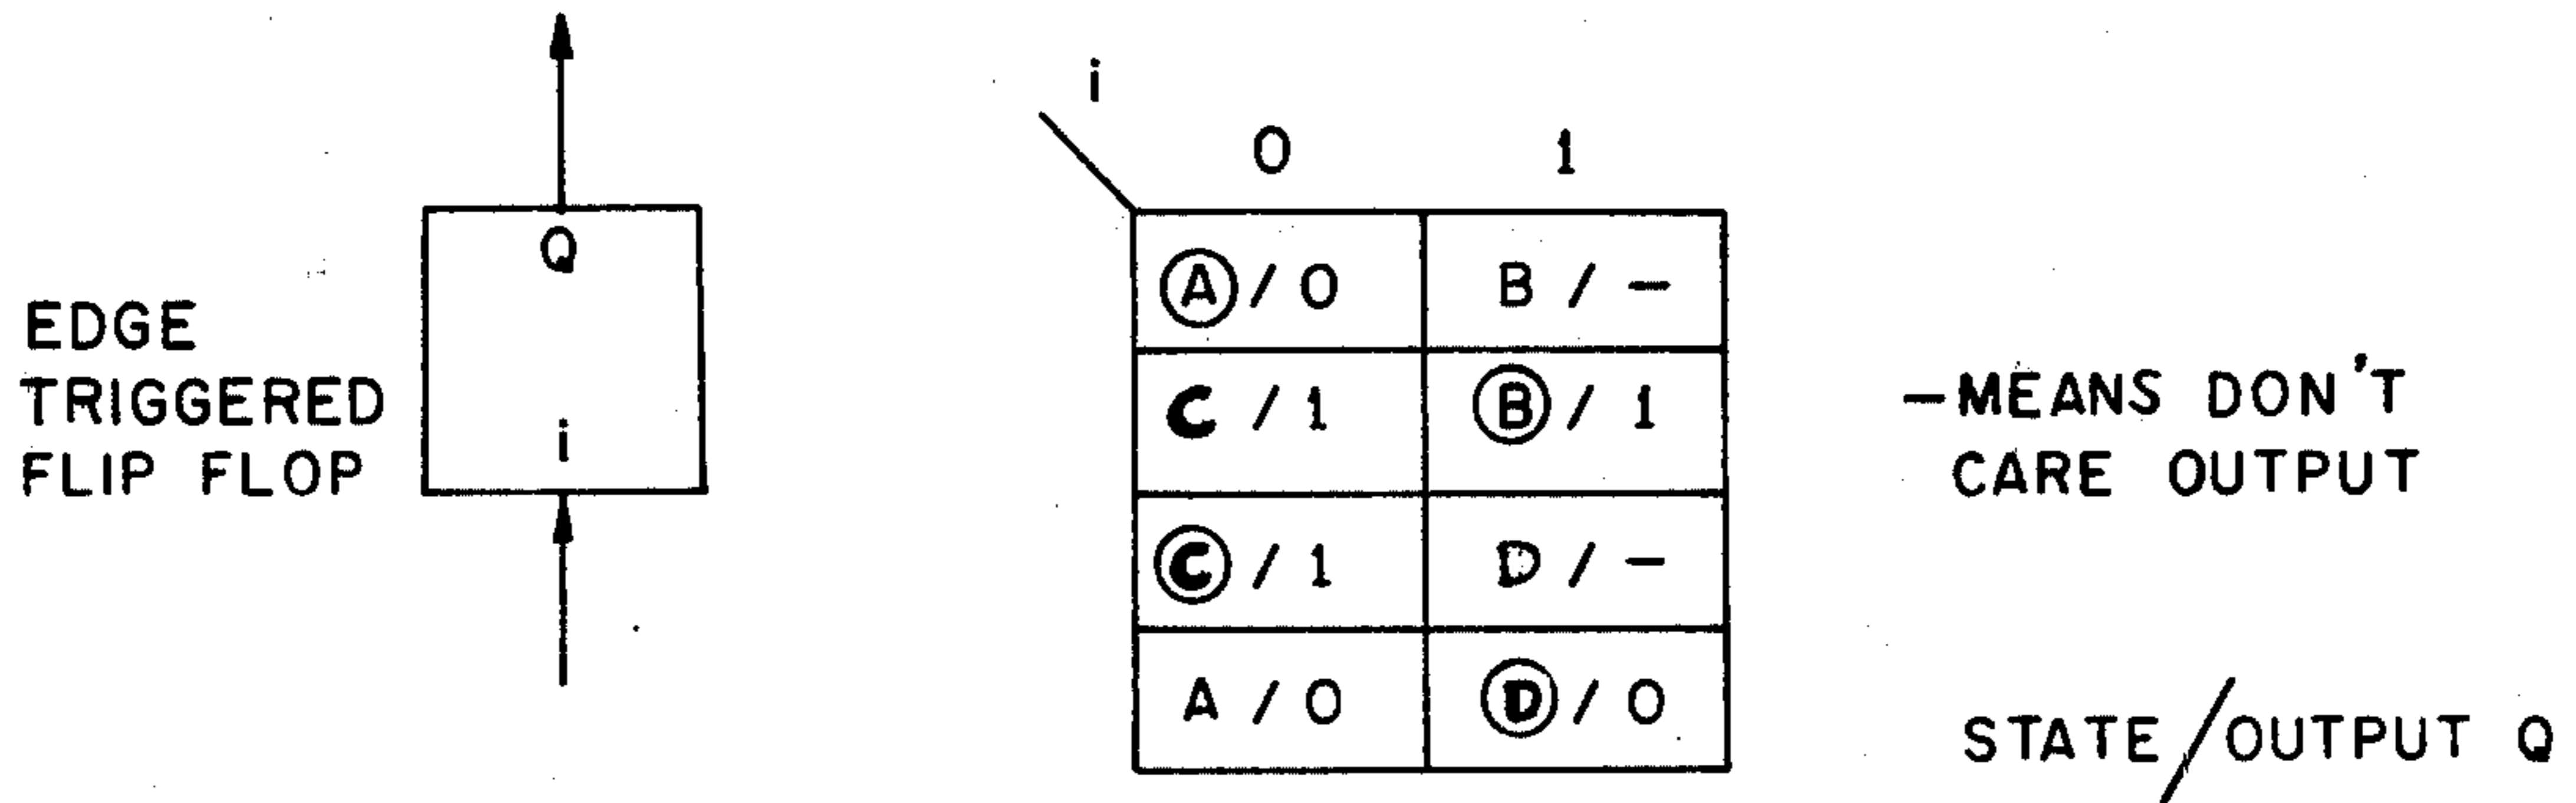 EDGE
TRIGGERED
FLIP FLOP
Q
i
i
0 1
A / 0 B / –
C / 1 B / 1
C / 1 D / –
A / 0 D / 0
–MEANS DON'T
CARE OUTPUT
STATE/OUTPUT Q